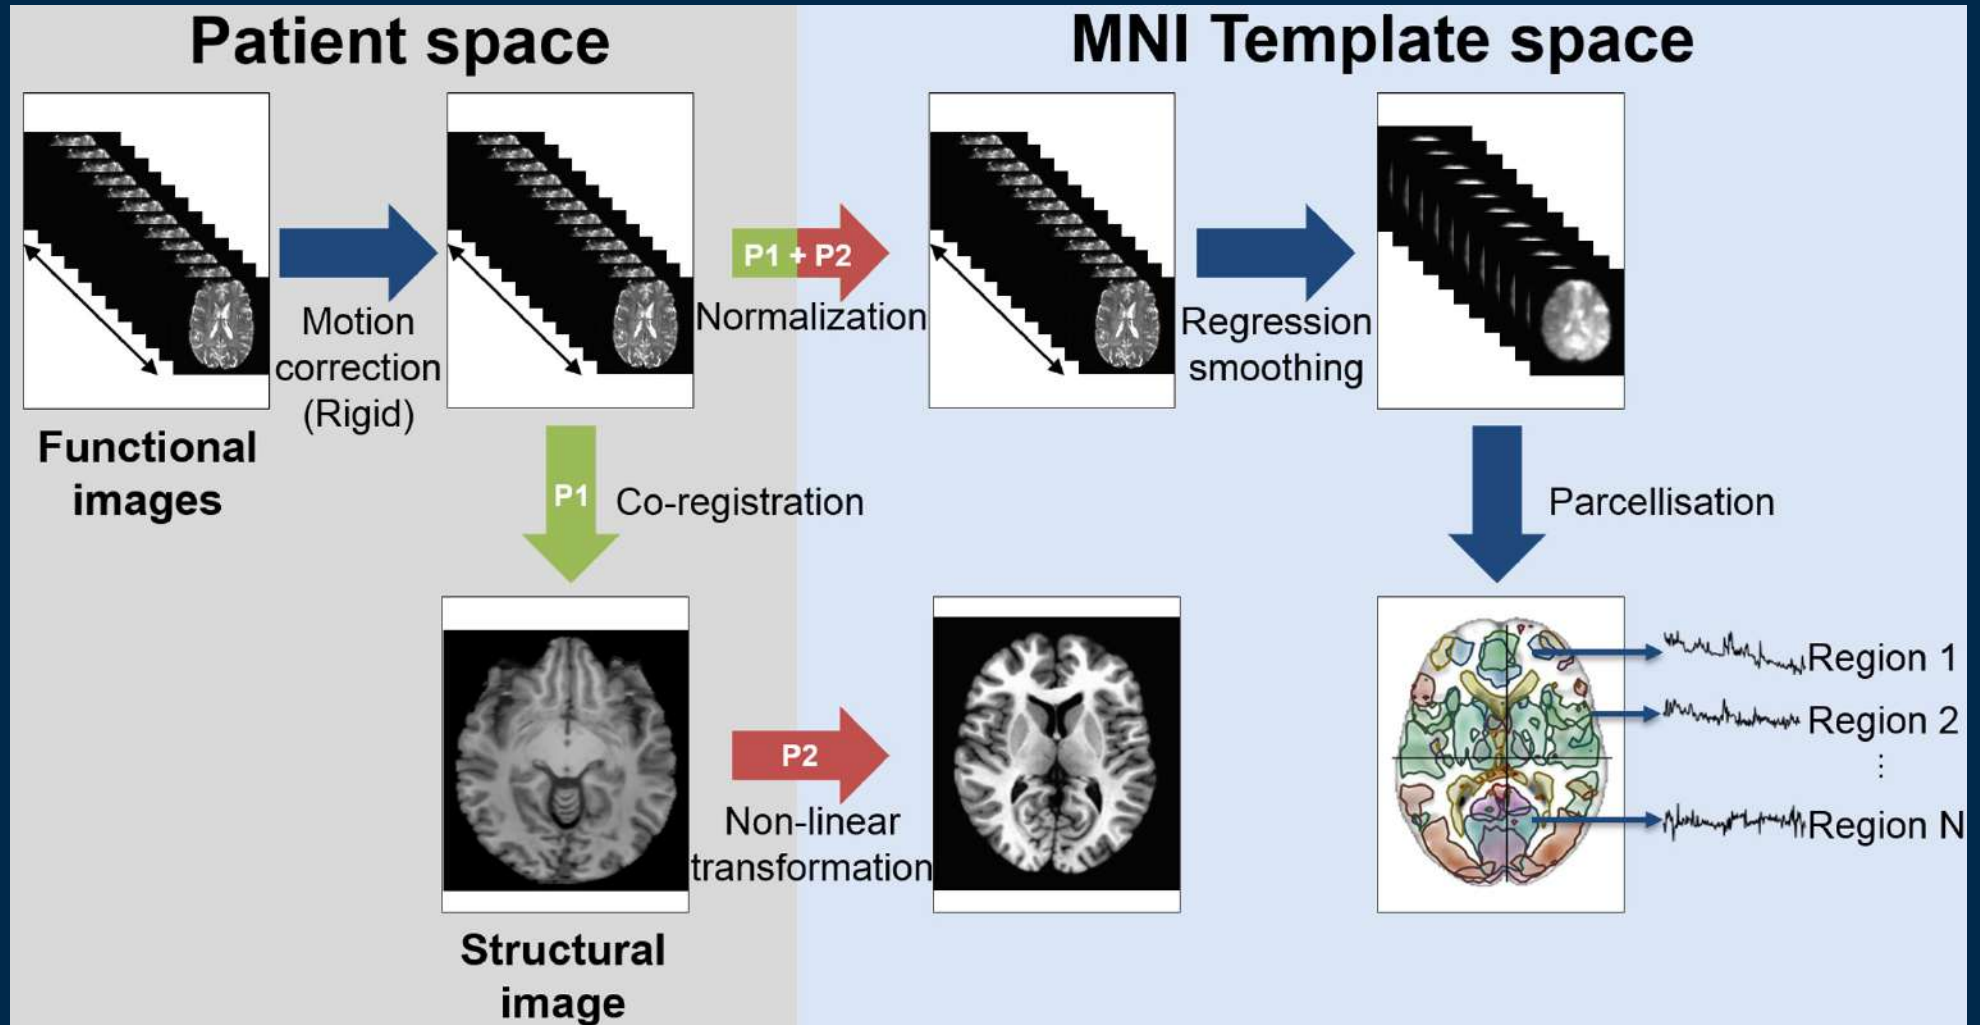 Patient space
MNI Template space
Motion
correction
(Rigid)
P1 + P2
Normalization
Regression
smoothing
Functional
images
P1
Co-registration
Parcellisation
Region 1
Region 2
⋮
Region N
P2
Non-linear
transformation
Structural
image